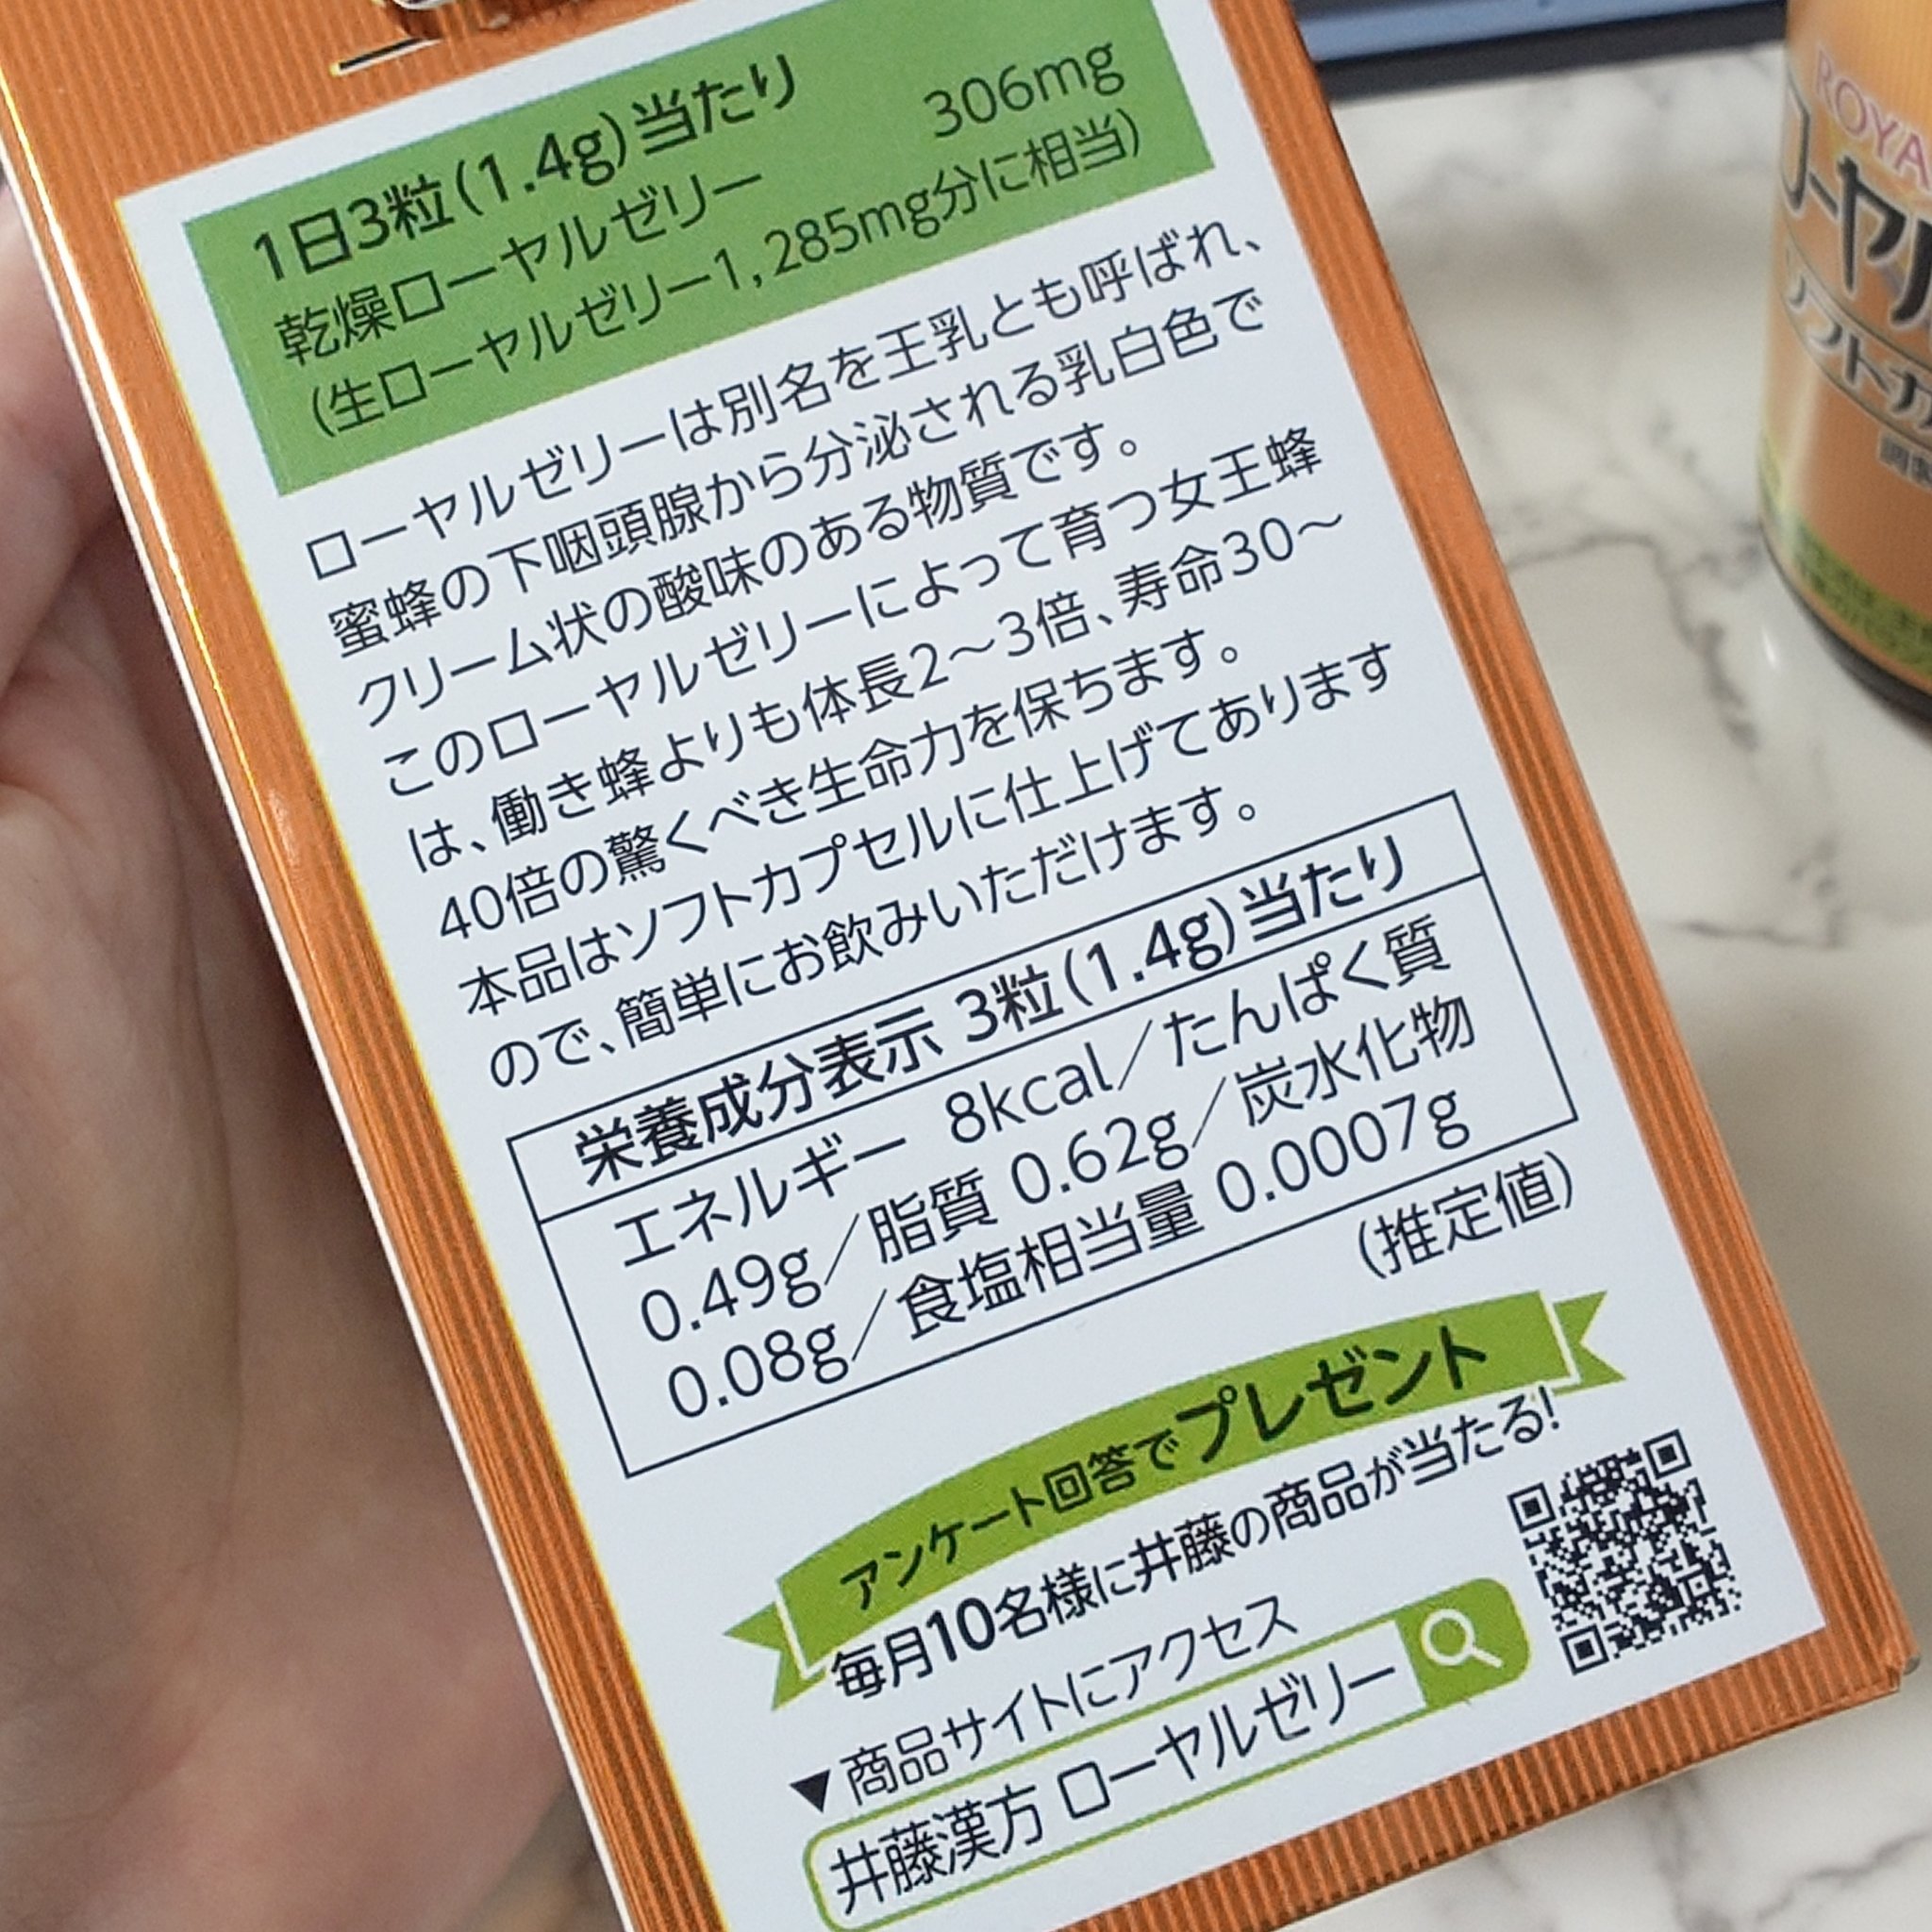 1日3粒(1.4g)当たり
乾燥ローヤルゼリー 306mg
(生ローヤルゼリー1,285mg分に相当)
ローヤルゼリーは別名を王乳とも呼ばれ、
蜜蜂の下咽頭腺から分泌される乳白色で
クリーム状の酸味のある物質です。
このローヤルゼリーによって育つ女王蜂
は、働き蜂よりも体長2～3倍、寿命30～
40倍の驚くべき生命力を保ちます。
本品はソフトカプセルに仕上げてあります
ので、簡単にお飲みいただけます。
栄養成分表示 3粒(1.4g)当たり
エネルギー 8kcal／たんぱく質
0.49g／脂質 0.62g／炭水化物
0.08g／食塩相当量 0.0007g
(推定値)
アンケート回答でプレゼント
毎月10名様に井藤の商品が当たる!
▼商品サイトにアクセス
井藤漢方 ローヤルゼリー
ROYA
ローヤル
ソフトカ